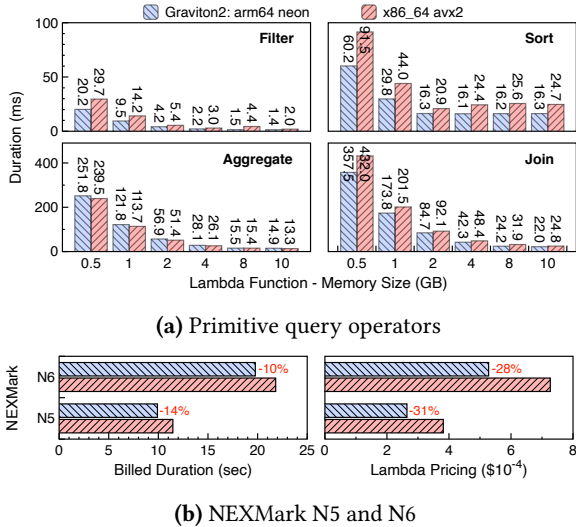 Graviton2: arm64 neon x86_64 avx2
Filter Sort
100
50
0
20.2 29.7 9.5 14.2 4.2 5.4 2.2 3.0 1.5 4.4 1.4 2.0
60.2 91.5 29.8 44.0 16.3 20.9 16.1 24.4 16.2 25.6 16.3 24.7
Duration (ms)
Aggregate Join
400
200
0
251.8 239.5 121.8 113.7 56.9 51.4 28.1 26.1 15.5 15.4 14.9 13.3
357.5 432.0 173.8 201.5 84.7 92.1 42.3 48.4 24.2 31.9 22.0 24.8
0.5 1 2 4 8 10 0.5 1 2 4 8 10
Lambda Function - Memory Size (GB)
(a) Primitive query operators
NEXMark
N6 -10% -28%
N5 -14% -31%
0 5 10 15 20 25 0 4 8
Billed Duration (sec) Lambda Pricing ($10-4)
(b) NEXMark N5 and N6